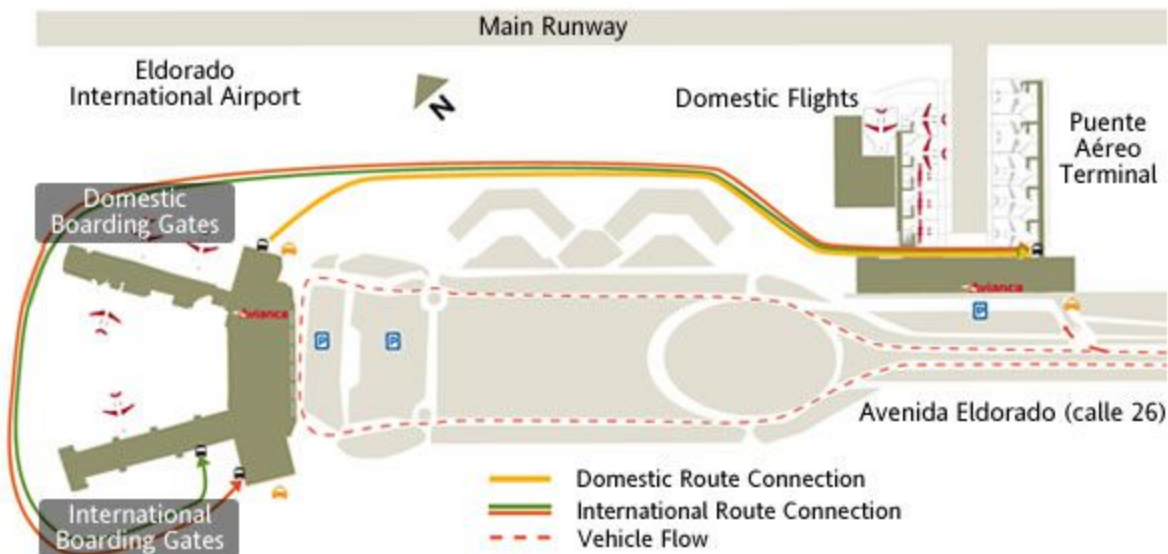 Main Runway
Eldorado
International Airport
N
Domestic Flights
Puente
Aéreo
Terminal
Domestic
Boarding Gates
avianca
avianca
P
P
P
Avenida Eldorado (calle 26)
Domestic Route Connection
International Route Connection
Vehicle Flow
International
Boarding Gates